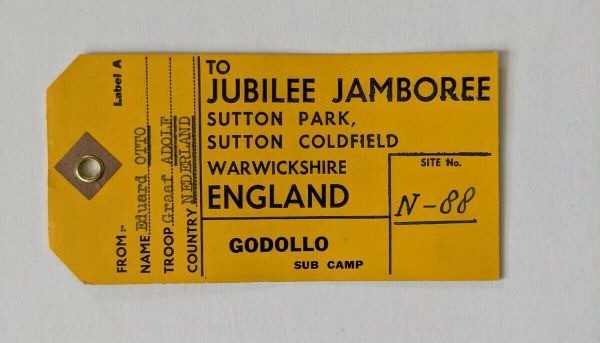 Label A
FROM:-
NAME Eduard OTTO
TROOP Graaf ADOLF
COUNTRY NEDERLAND
TO
JUBILEE JAMBOREE
SUTTON PARK,
SUTTON COLDFIELD
WARWICKSHIRE
ENGLAND
SITE No.
N-88
GODOLLO
SUB CAMP